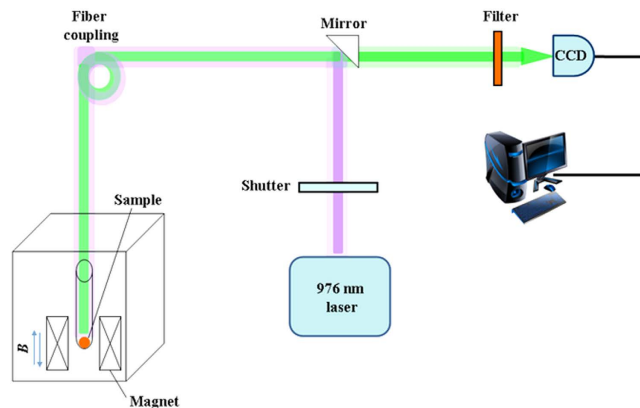 Fiber
coupling
Mirror
Filter
CCD
Shutter
Sample
976 nm
laser
B
Magnet